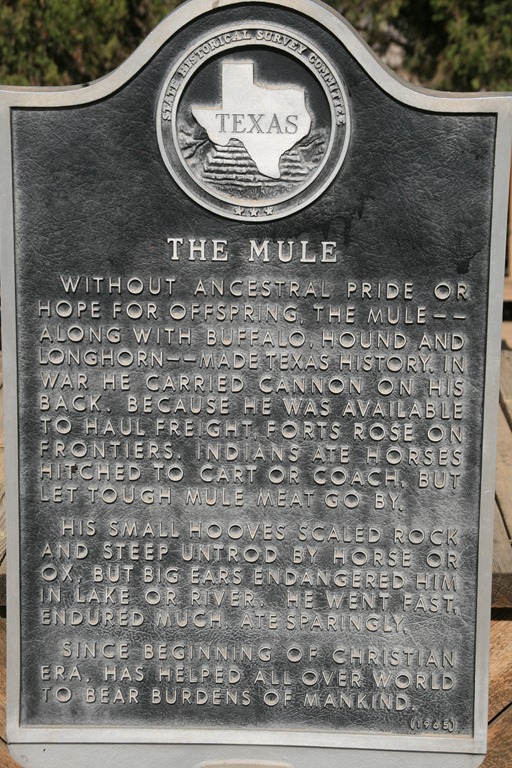 STATE HISTORICAL SURVEY COMMITTEE
TEXAS
THE MULE
WITHOUT ANCESTRAL PRIDE OR
HOPE FOR OFFSPRING, THE MULE--
ALONG WITH BUFFALO, HOUND AND
LONGHORN--MADE TEXAS HISTORY. IN
WAR HE CARRIED CANNON ON HIS
BACK. BECAUSE HE WAS AVAILABLE
TO HAUL FREIGHT, FORTS ROSE ON
FRONTIERS. INDIANS ATE HORSES
HITCHED TO CART OR COACH, BUT
LET TOUGH MULE MEAT GO BY.
HIS SMALL HOOVES SCALED ROCK
AND STEEP UNTROD BY HORSE OR
OX, BUT BIG EARS ENDANGERED HIM
IN LAKE OR RIVER. HE WENT FAST,
ENDURED MUCH, ATE SPARINGLY.
SINCE BEGINNING OF CHRISTIAN
ERA, HAS HELPED ALL OVER WORLD
TO BEAR BURDENS OF MANKIND.
(1965)